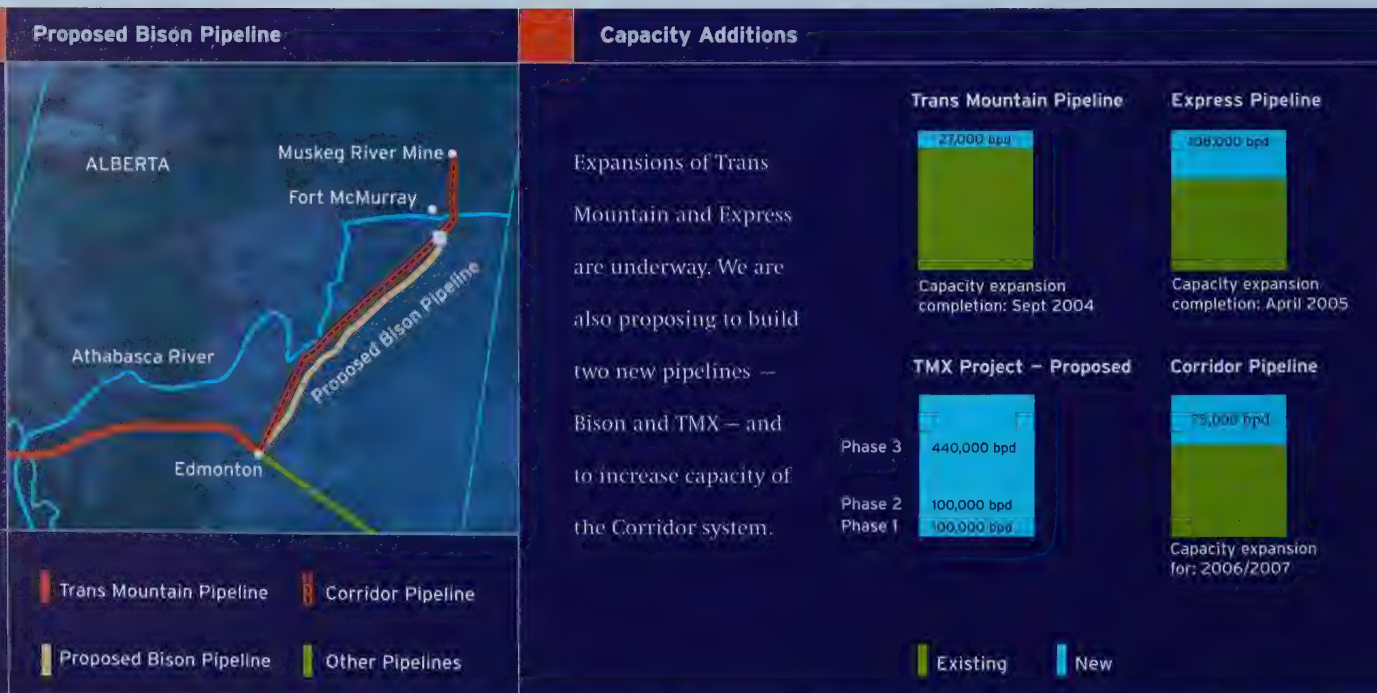 Proposed Bison Pipeline
ALBERTA
Muskeg River Mine
Fort McMurray
Proposed Bison Pipeline
Athabasca River
Edmonton
Trans Mountain Pipeline
Corridor Pipeline
Proposed Bison Pipeline
Other Pipelines
Capacity Additions
Expansions of Trans
Mountain and Express
are underway. We are
also proposing to build
two new pipelines —
Bison and TMX — and
to increase capacity of
the Corridor system.
Trans Mountain Pipeline
27,000 bpd
Capacity expansion
completion: Sept 2004
Express Pipeline
108,000 bpd
Capacity expansion
completion: April 2005
TMX Project – Proposed
Phase 3 440,000 bpd
Phase 2 100,000 bpd
Phase 1 100,000 bpd
Corridor Pipeline
75,000 bpd
Capacity expansion
for: 2006/2007
Existing
New